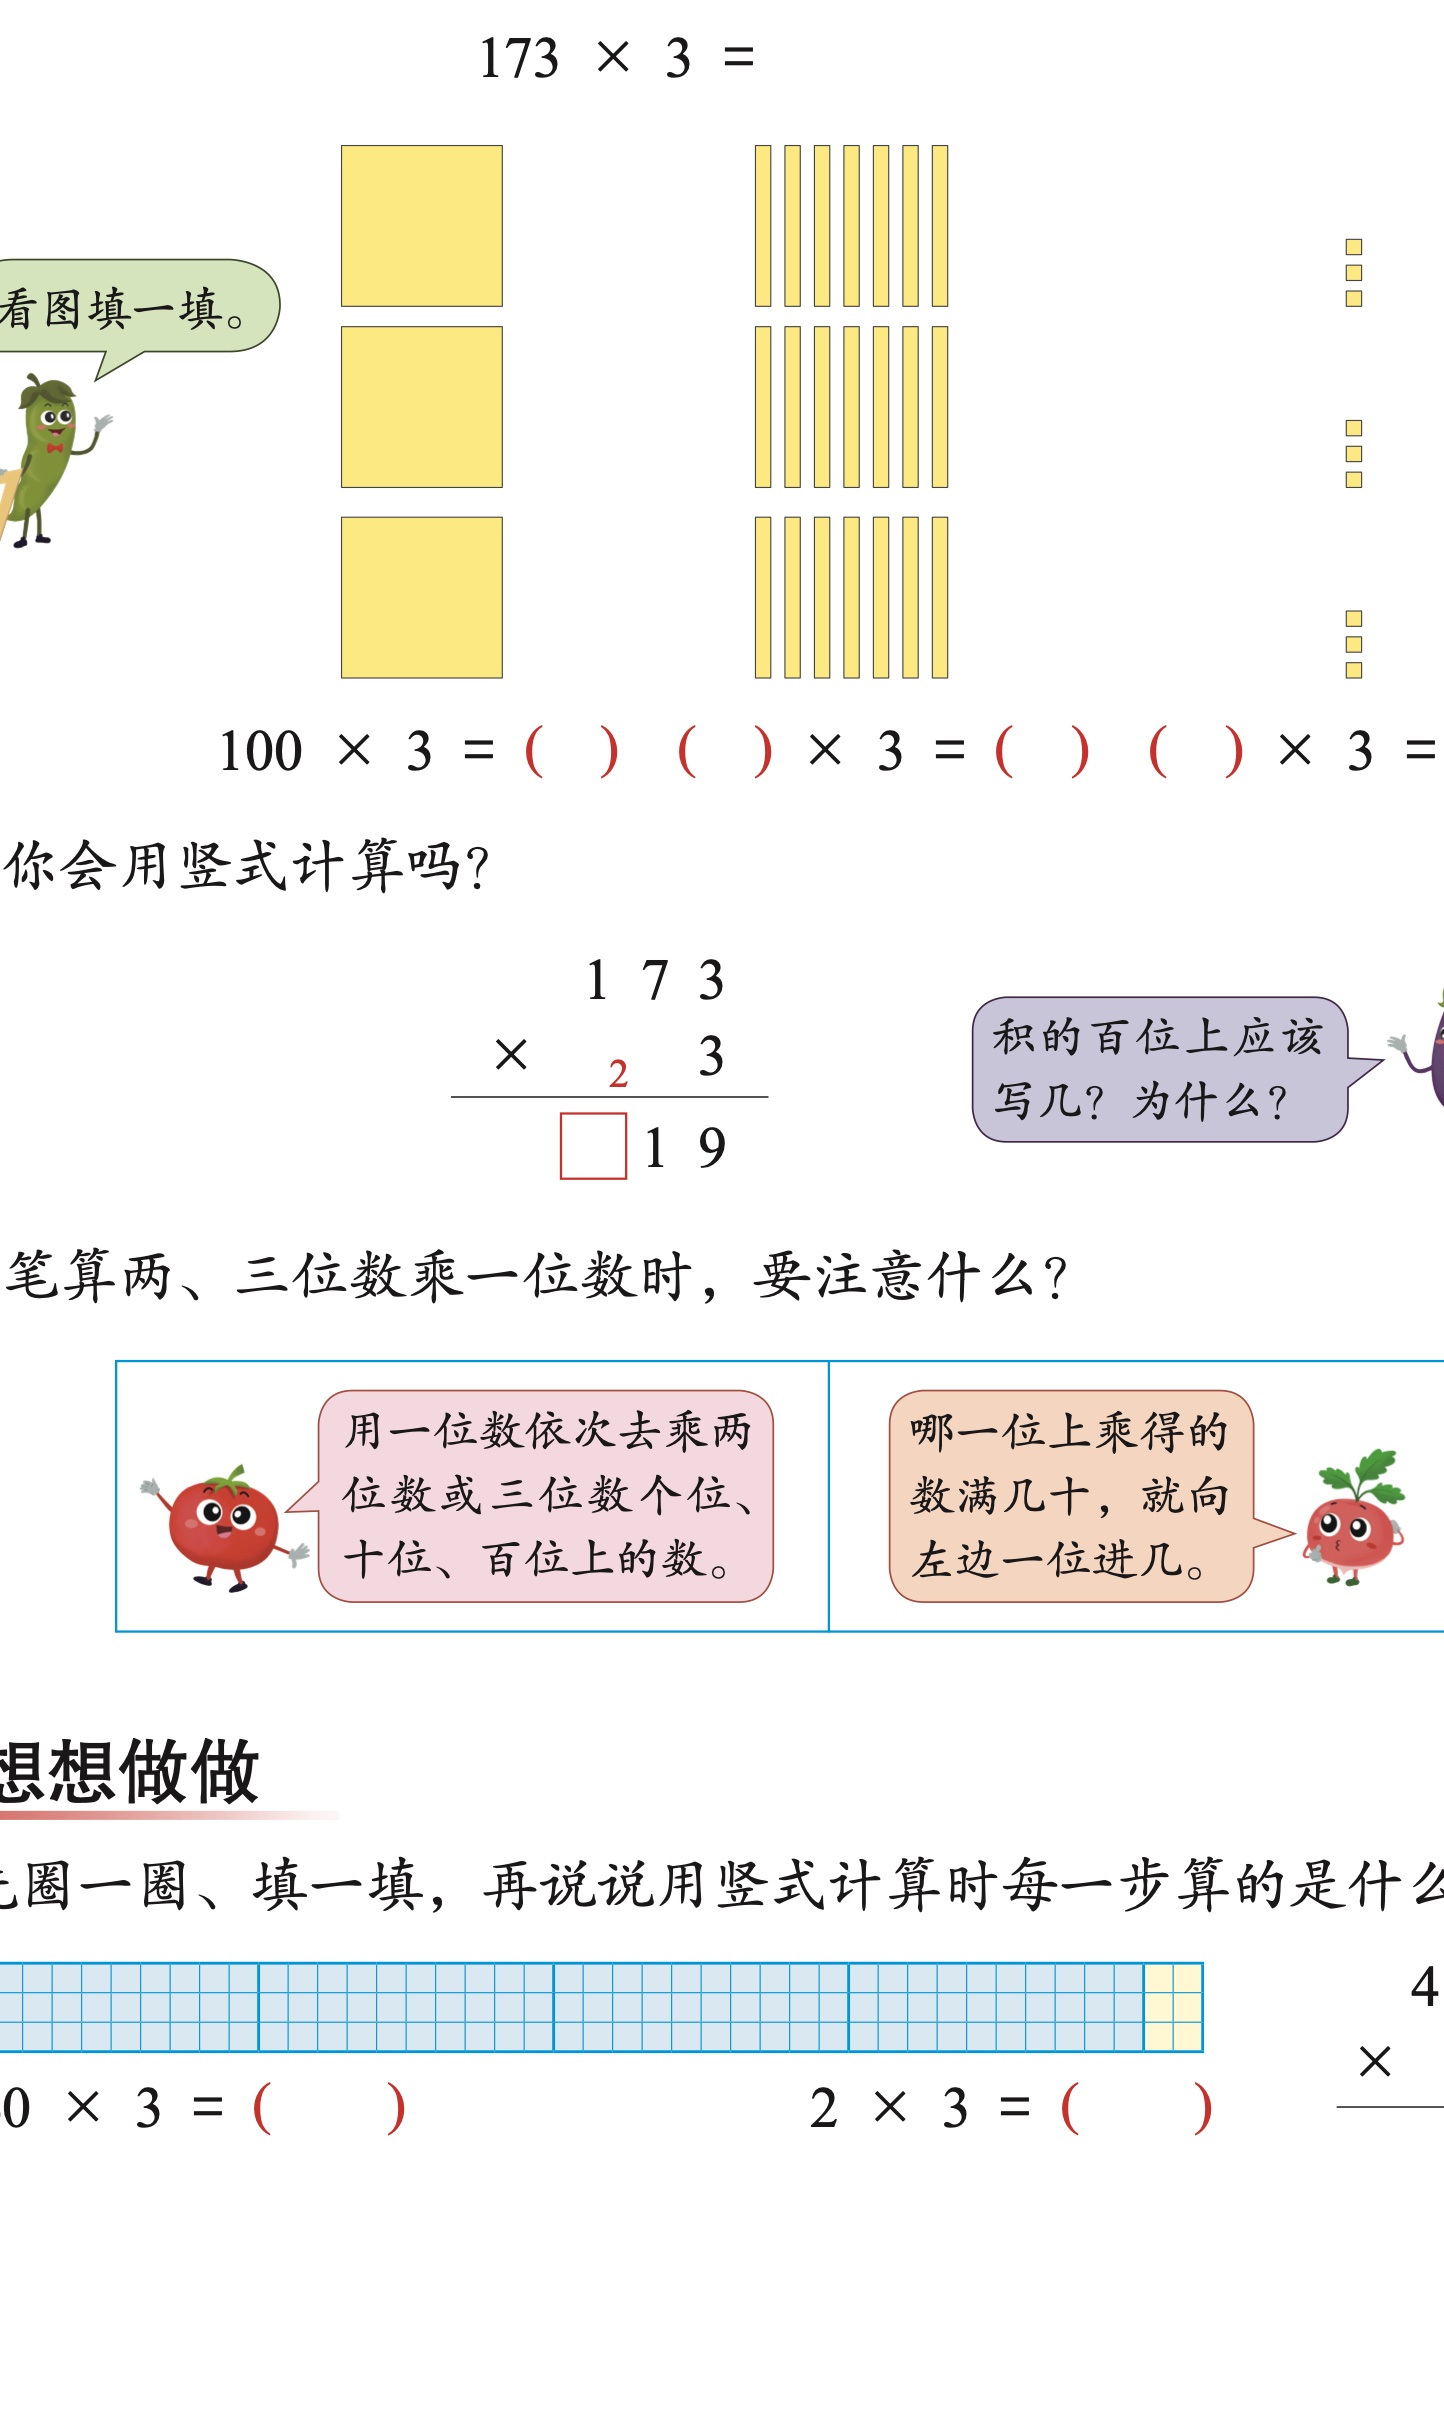 173 × 3 =
看图填一填。
100 × 3 = (  ) (  ) × 3 = (  ) (  ) × 3 =
你会用竖式计算吗？
1 7 3
× 2 3
□ 1 9
积的百位上应该
写几？为什么？
笔算两、三位数乘一位数时，要注意什么？
用一位数依次去乘两
位数或三位数个位、
十位、百位上的数。
哪一位上乘得的
数满几十，就向
左边一位进几。
想想做做
圈一圈、填一填，再说说用竖式计算时每一步算的是什么
4
×
0 × 3 = (  ) 2 × 3 = (  )